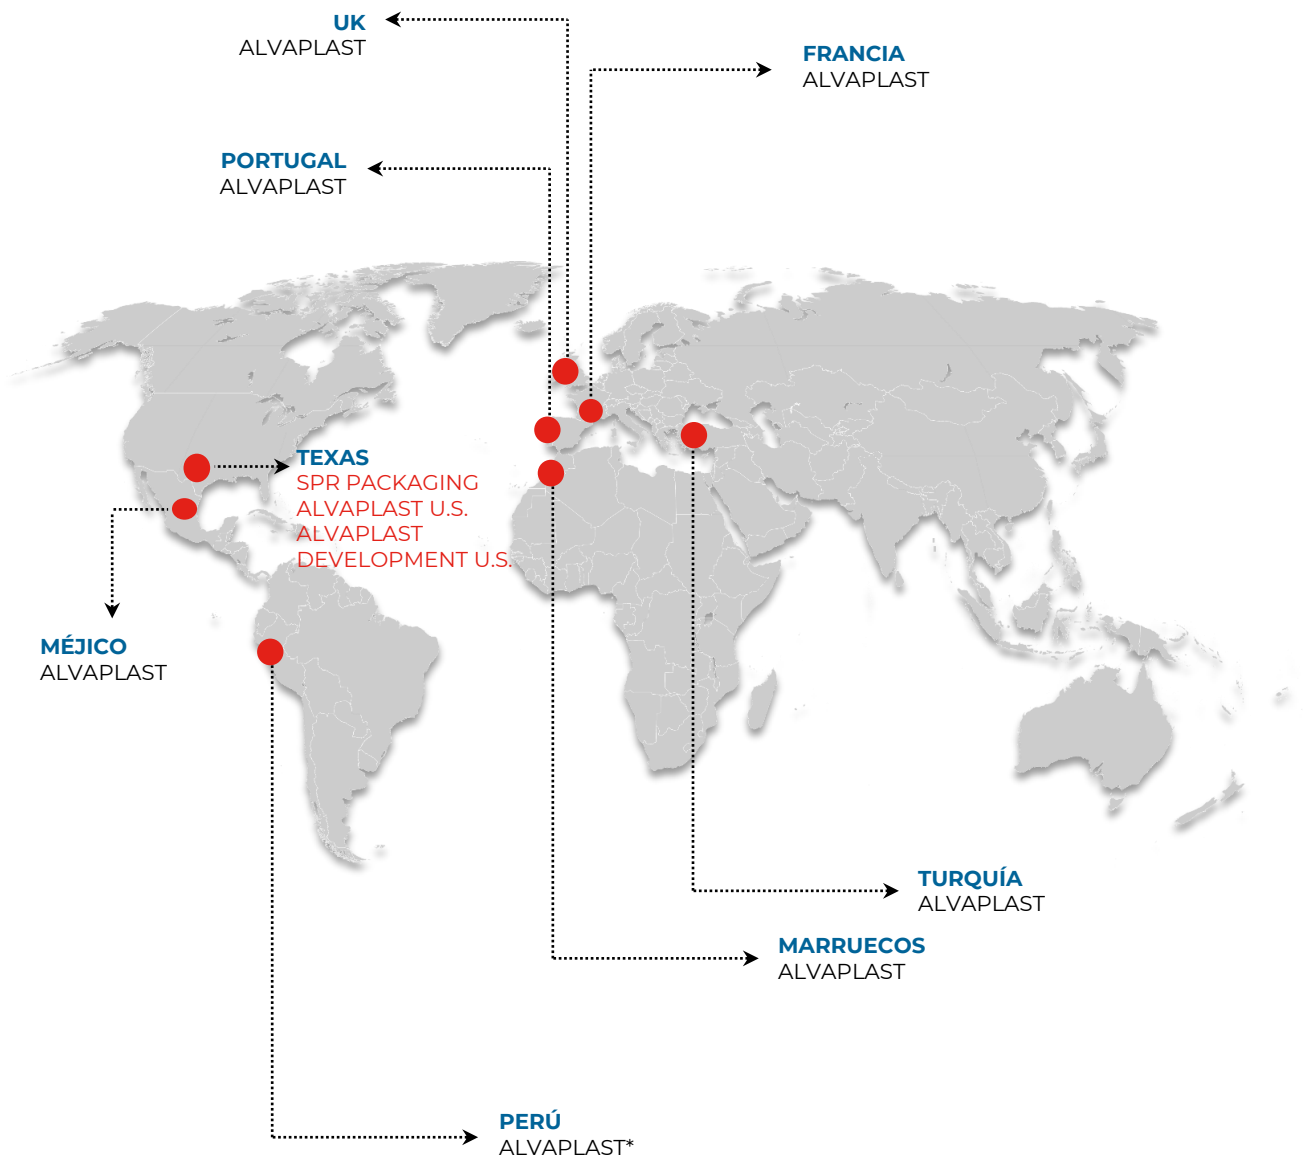 UK
ALVAPLAST
FRANCIA
ALVAPLAST
PORTUGAL
ALVAPLAST
TEXAS
SPR PACKAGING
ALVAPLAST U.S.
ALVAPLAST
DEVELOPMENT U.S.
MÉJICO
ALVAPLAST
TURQUÍA
ALVAPLAST
MARRUECOS
ALVAPLAST
PERÚ
ALVAPLAST*